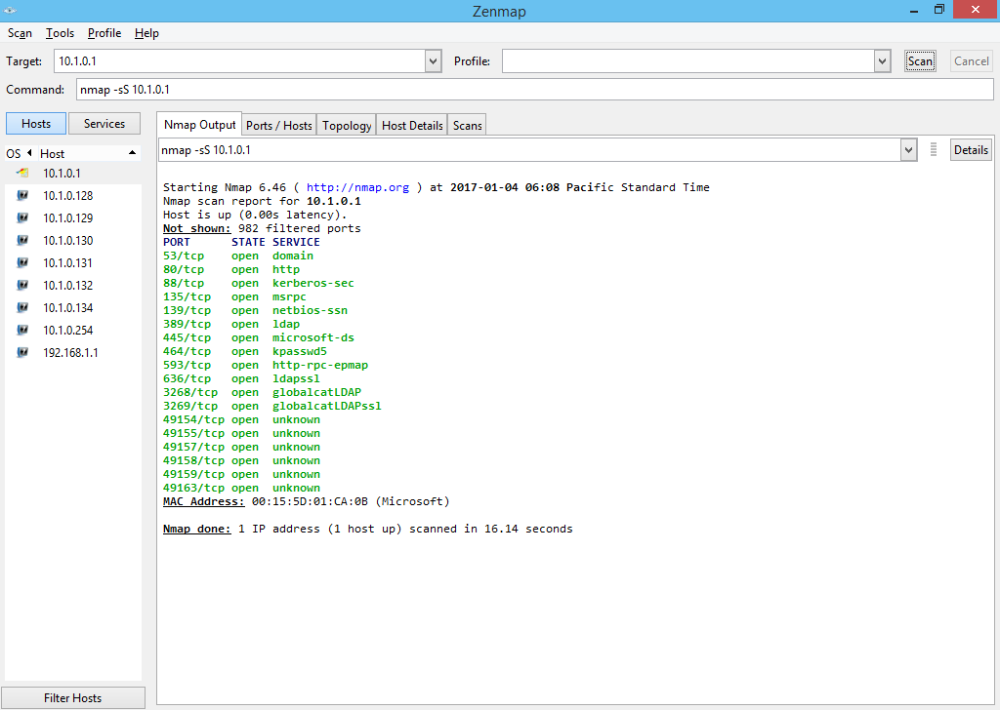 Zenmap
Scan Tools Profile Help
Target: 10.1.0.1 Profile: Scan Cancel
Command: nmap -sS 10.1.0.1
Hosts Services
Nmap Output Ports / Hosts Topology Host Details Scans
nmap -sS 10.1.0.1 Details
OS Host
10.1.0.1
10.1.0.128
10.1.0.129
10.1.0.130
10.1.0.131
10.1.0.132
10.1.0.134
10.1.0.254
192.168.1.1
Starting Nmap 6.46 ( http://nmap.org ) at 2017-01-04 06:08 Pacific Standard Time
Nmap scan report for 10.1.0.1
Host is up (0.00s latency).
Not shown: 982 filtered ports
PORT STATE SERVICE
53/tcp open domain
80/tcp open http
88/tcp open kerberos-sec
135/tcp open msrpc
139/tcp open netbios-ssn
389/tcp open ldap
445/tcp open microsoft-ds
464/tcp open kpasswd5
593/tcp open http-rpc-epmap
636/tcp open ldapssl
3268/tcp open globalcatLDAP
3269/tcp open globalcatLDAPssl
49154/tcp open unknown
49155/tcp open unknown
49157/tcp open unknown
49158/tcp open unknown
49159/tcp open unknown
49163/tcp open unknown
MAC Address: 00:15:5D:01:CA:0B (Microsoft)
Nmap done: 1 IP address (1 host up) scanned in 16.14 seconds
Filter Hosts